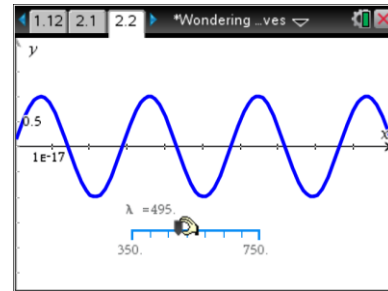 1.12 2.1 2.2 *Wondering ...ves
y
0.5
x
1E-17
λ =495.
350. 750.